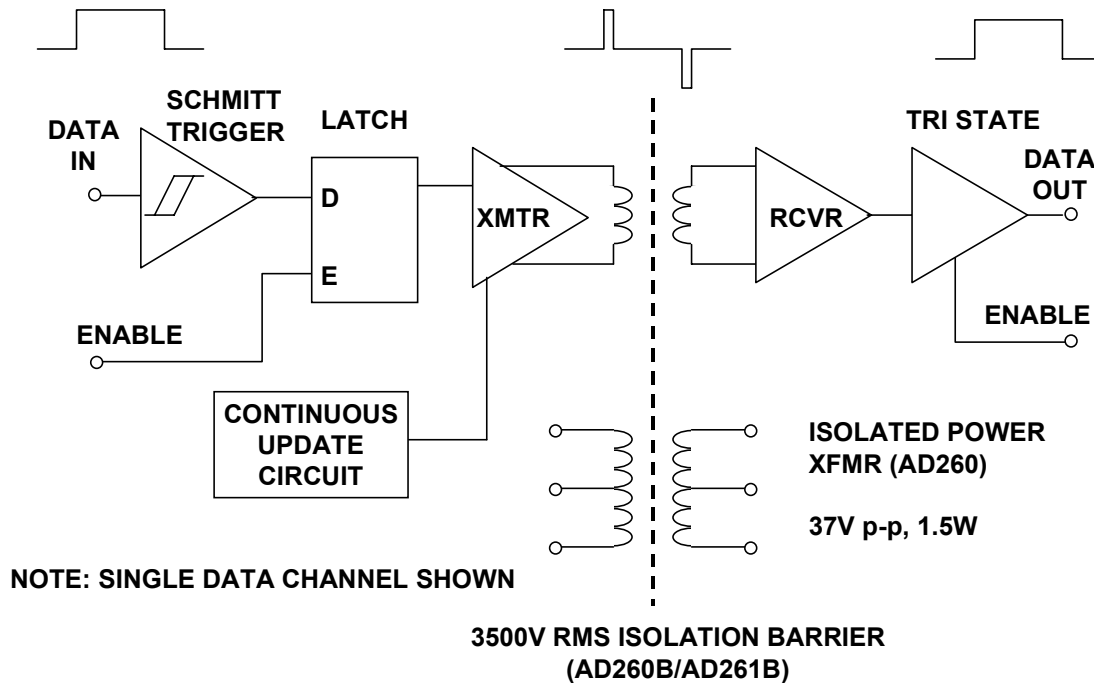 SCHMITT
TRIGGER
DATA
IN
LATCH
D
E
ENABLE
XMTR
RCVR
TRI STATE
DATA
OUT
ENABLE
CONTINUOUS
UPDATE
CIRCUIT
ISOLATED POWER
XFMR (AD260)
37V p-p, 1.5W
NOTE: SINGLE DATA CHANNEL SHOWN
3500V RMS ISOLATION BARRIER
(AD260B/AD261B)